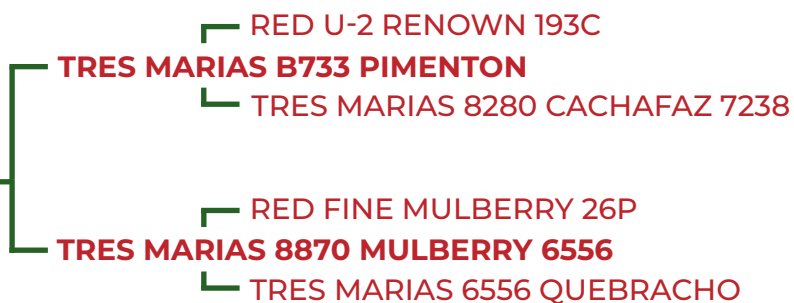 RED U-2 RENOWN 193C
TRES MARIAS B733 PIMENTON
TRES MARIAS 8280 CACHAFAZ 7238
RED FINE MULBERRY 26P
TRES MARIAS 8870 MULBERRY 6556
TRES MARIAS 6556 QUEBRACHO